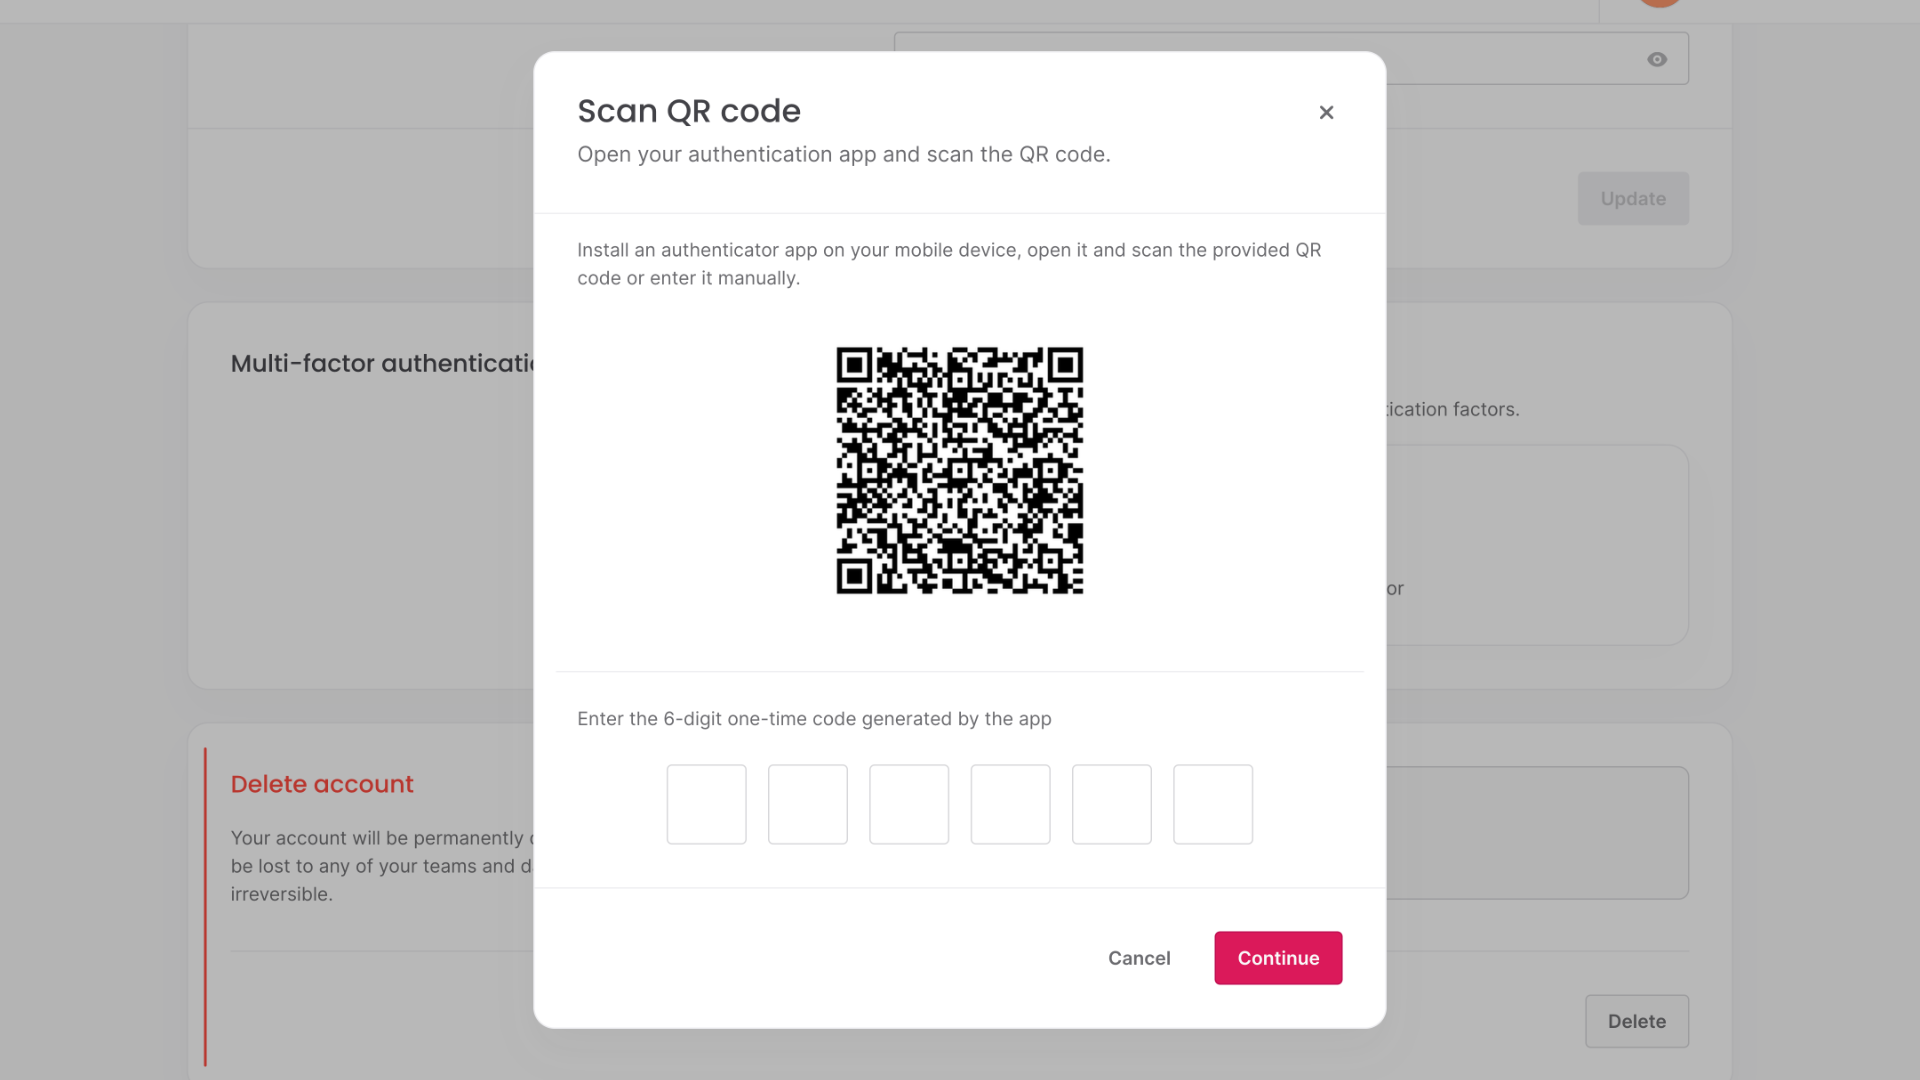 Scan QR code
Open your authentication app and scan the QR code.
Update
Install an authenticator app on your mobile device, open it and scan the provided QR
code or enter it manually.
Multi-factor
factors.
or
Enter the 6-digit one-time code generated by the app
Delete account
Your account will be permanently
be lost to any of your teams and
irreversible.
Cancel
Continue
Delete